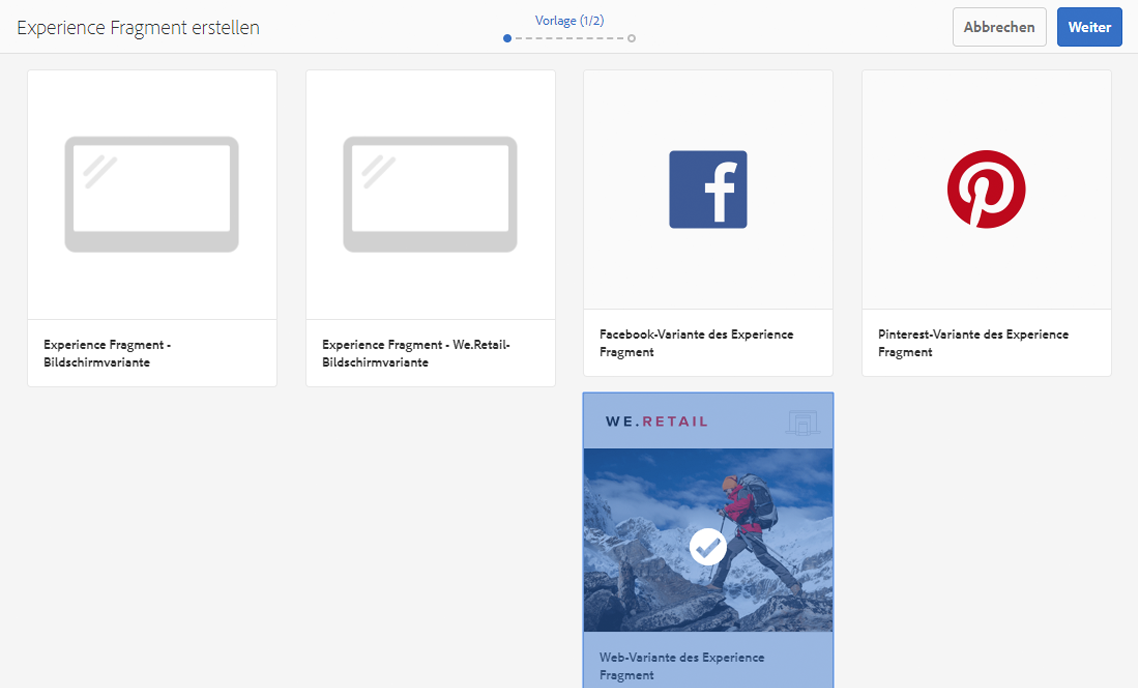 Experience Fragment erstellen
Vorlage (1/2)
Abbrechen
Weiter
Experience Fragment -
Bildschirmvariante
Experience Fragment - We.Retail-
Bildschirmvariante
Facebook-Variante des Experience
Fragment
Pinterest-Variante des Experience
Fragment
WE.RETAIL
Web-Variante des Experience
Fragment